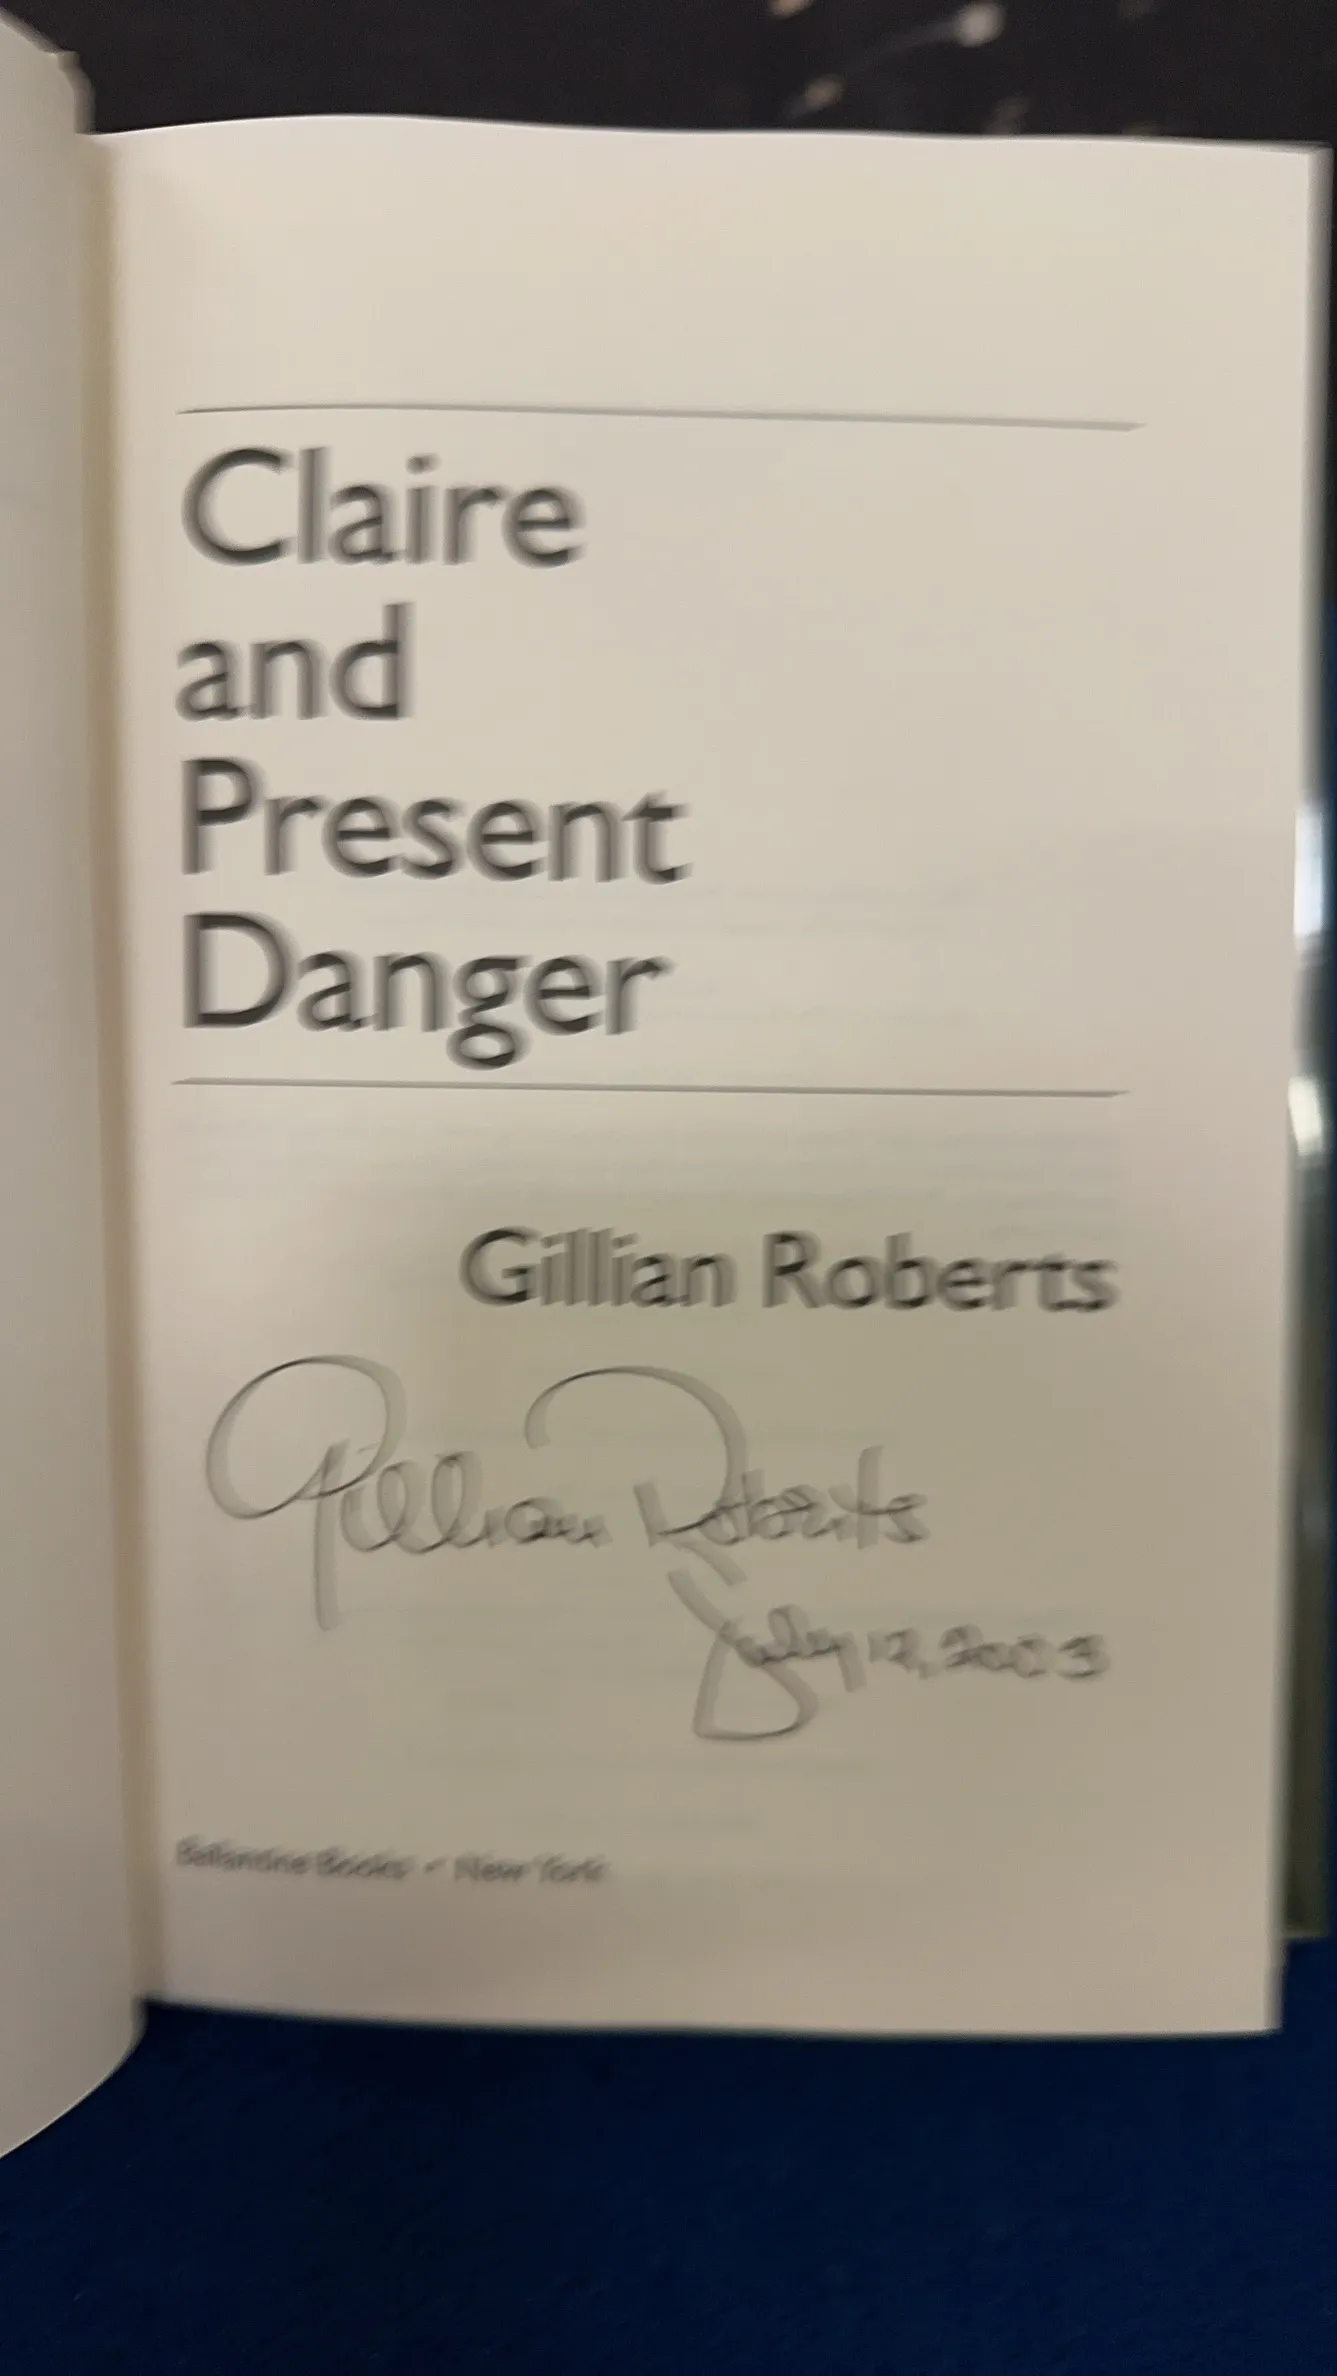 Claire
and
Present
Danger
Gillian Roberts
Gillian Roberts
July 12, 2003
Ballantine Books • New York